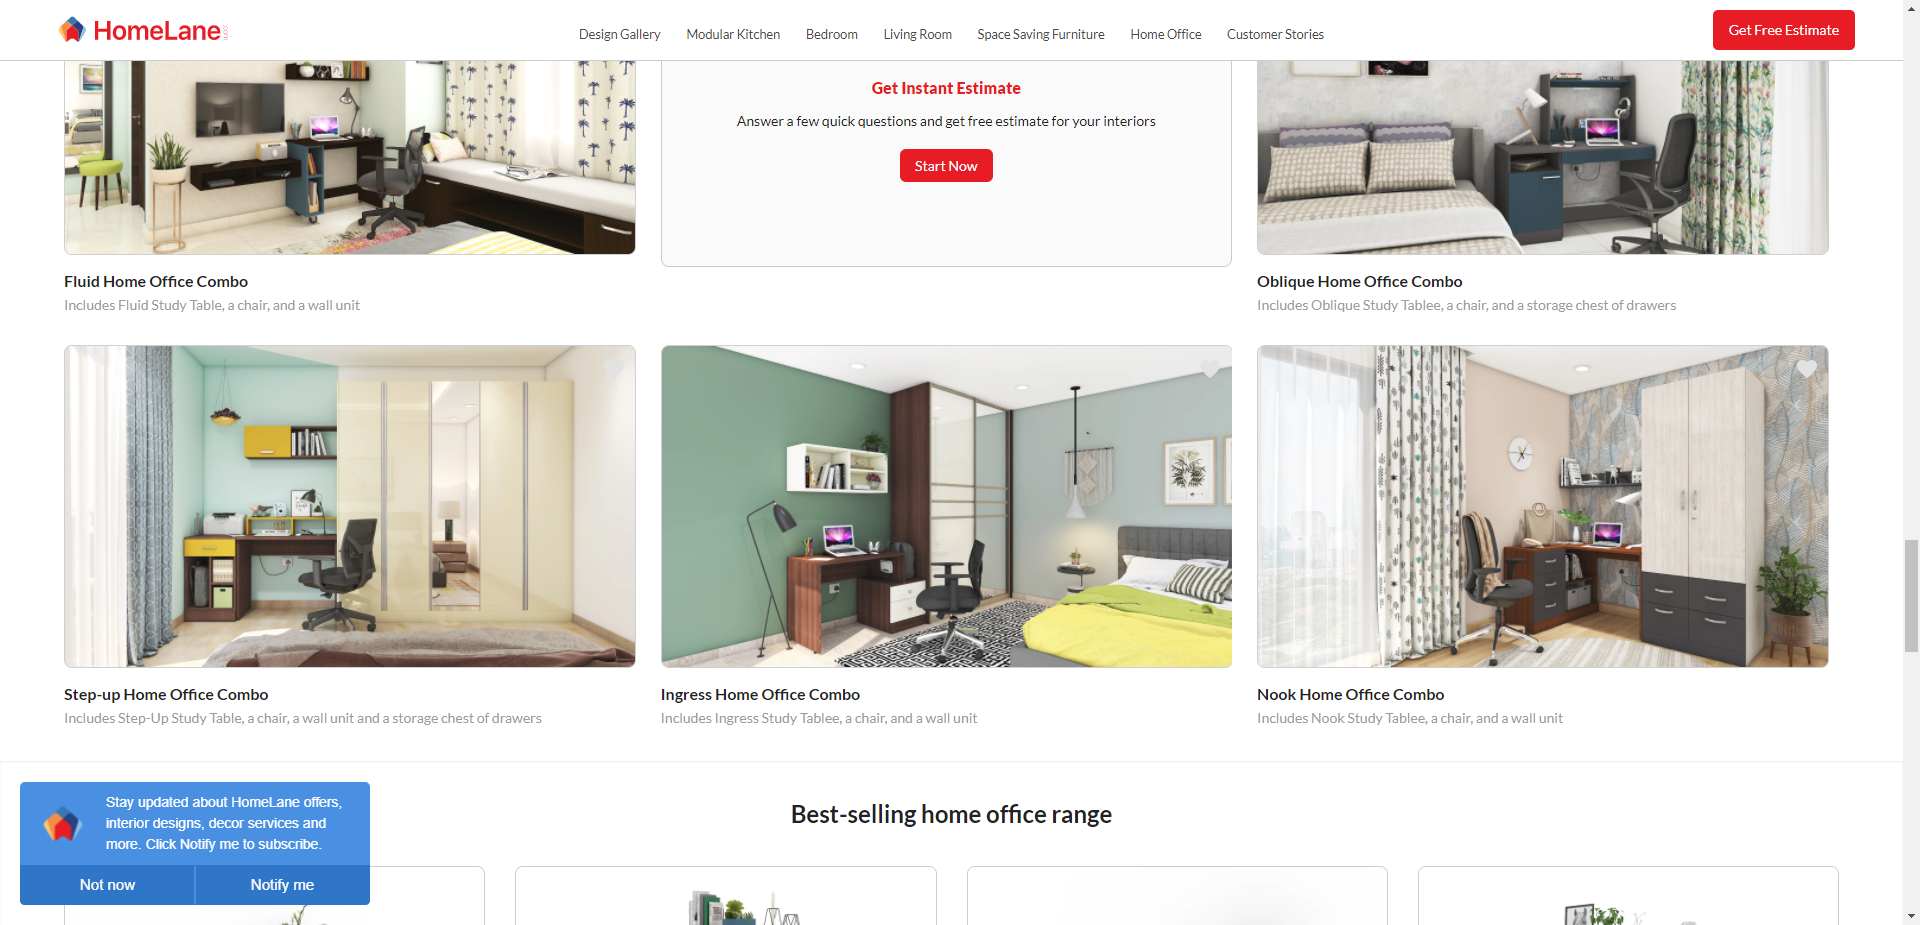 HomeLane
Design Gallery
Modular Kitchen
Bedroom
Living Room
Space Saving Furniture
Home Office
Customer Stories
Get Free Estimate
Get Instant Estimate
Answer a few quick questions and get free estimate for your interiors
Start Now
Fluid Home Office Combo
Includes Fluid Study Table, a chair, and a wall unit
Oblique Home Office Combo
Includes Oblique Study Tablee, a chair, and a storage chest of drawers
Step-up Home Office Combo
Includes Step-Up Study Table, a chair, a wall unit and a storage chest of drawers
Ingress Home Office Combo
Includes Ingress Study Tablee, a chair, and a wall unit
Nook Home Office Combo
Includes Nook Study Tablee, a chair, and a wall unit
Best-selling home office range
Stay updated about HomeLane offers,
interior designs, decor services and
more. Click Notify me to subscribe.
Not now
Notify me